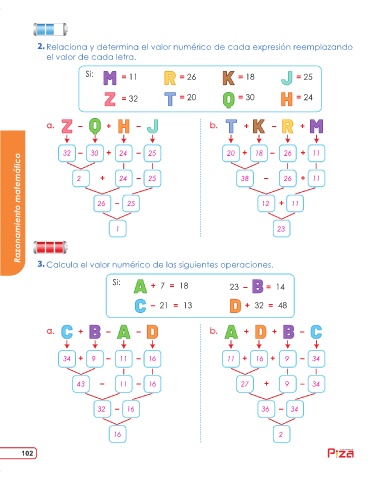 2. Relaciona y determina el valor numérico de cada expresión reemplazando
el valor de cada letra.
Si: M = 11 R = 26 K = 18 J = 25
Z = 32 T = 20 Q = 30 H = 24
a. Z - Q + H - J
32 - 30 + 24 - 25
2 + 24 - 25
26 - 25
1
b. T + K - R + M
20 + 18 - 26 + 11
38 - 26 + 11
12 + 11
23
Razonamiento matemático
3. Calcula el valor numérico de las siguientes operaciones.
Si: A + 7 = 18 23 - B = 14
C - 21 = 13 D + 32 = 48
a. C + B - A - D
34 + 9 - 11 - 16
43 - 11 - 16
32 - 16
16
b. A + D + B - C
11 + 16 + 9 - 34
27 + 9 - 34
36 - 34
2
102